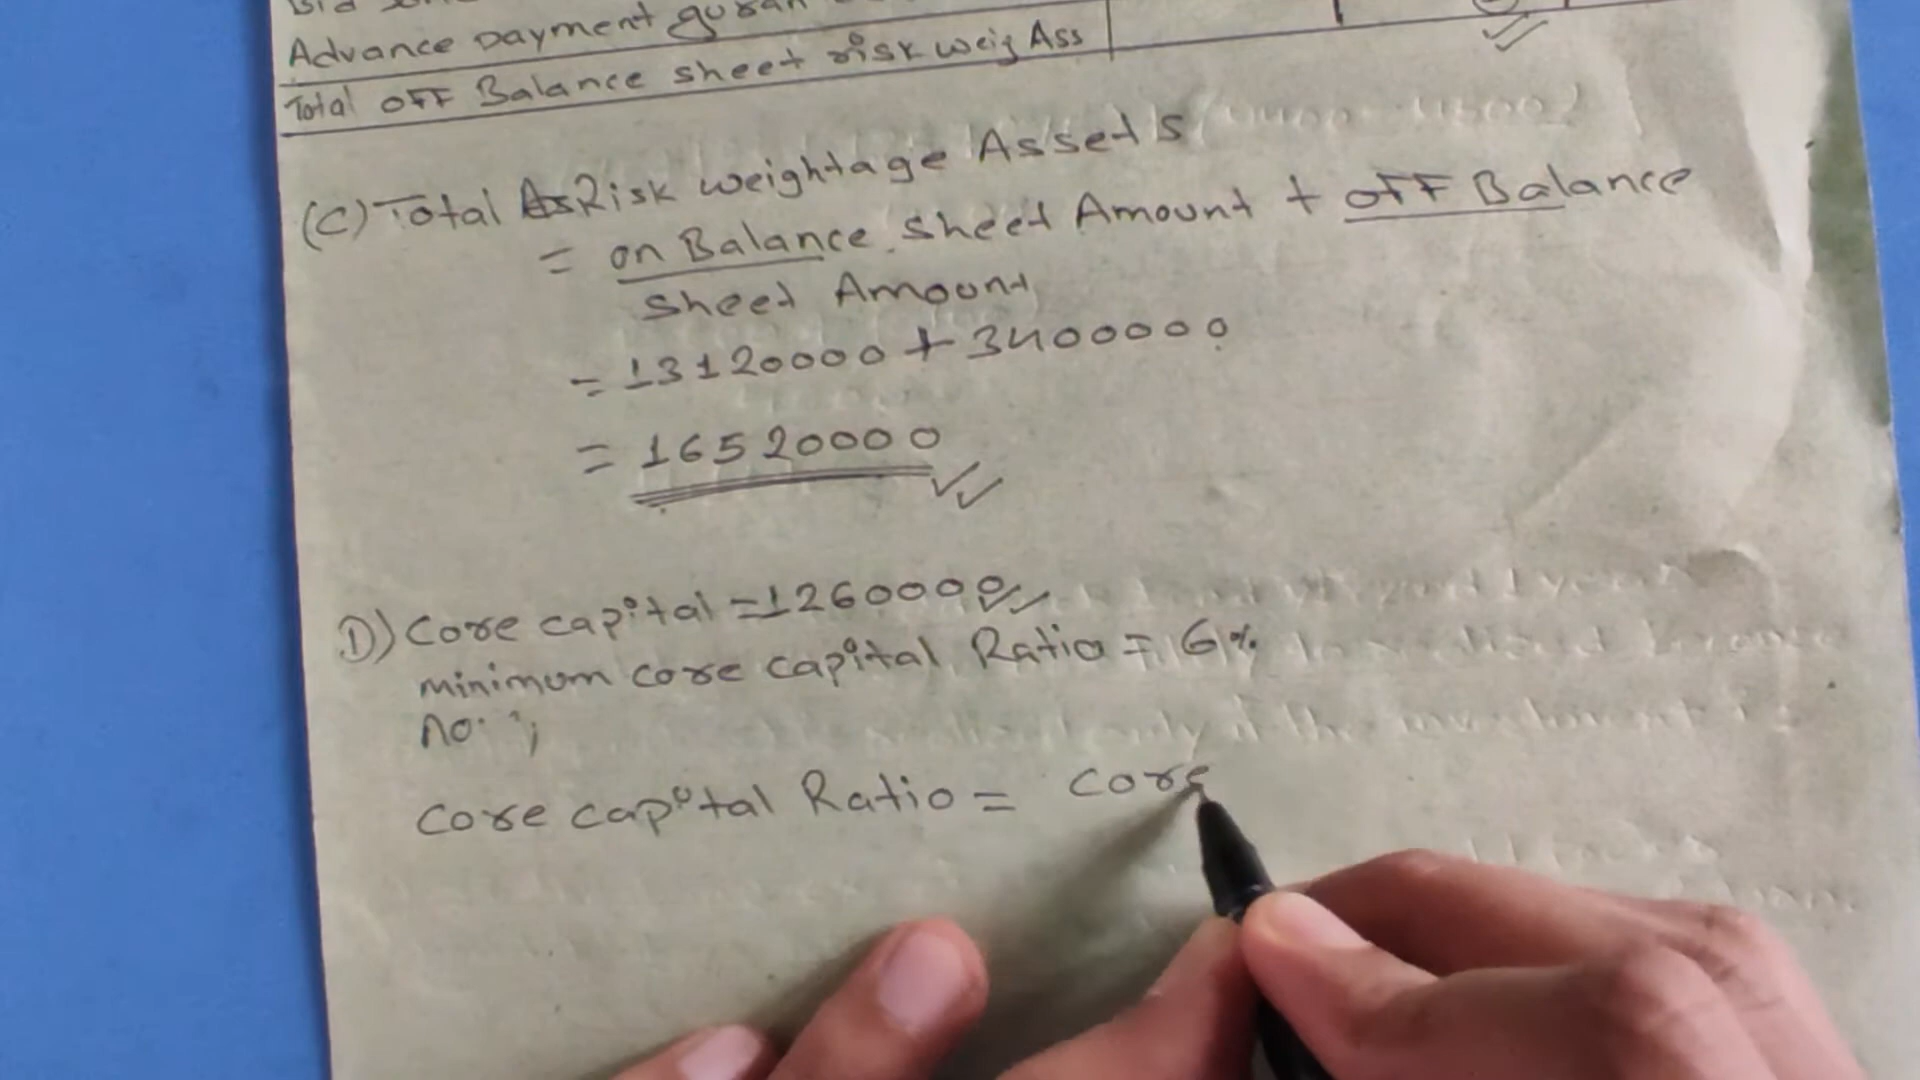 Advance payment guran
Total OFF Balance sheet risk weig Ass
(C) Total Risk weightage Assets
= on Balance sheet Amount + OFF Balance
sheet Amount
= 13120000 + 3400000
= 16520000
D) Core capital = 1260000
minimum core capital Ratio = 6%
no. ;
core capital Ratio = core